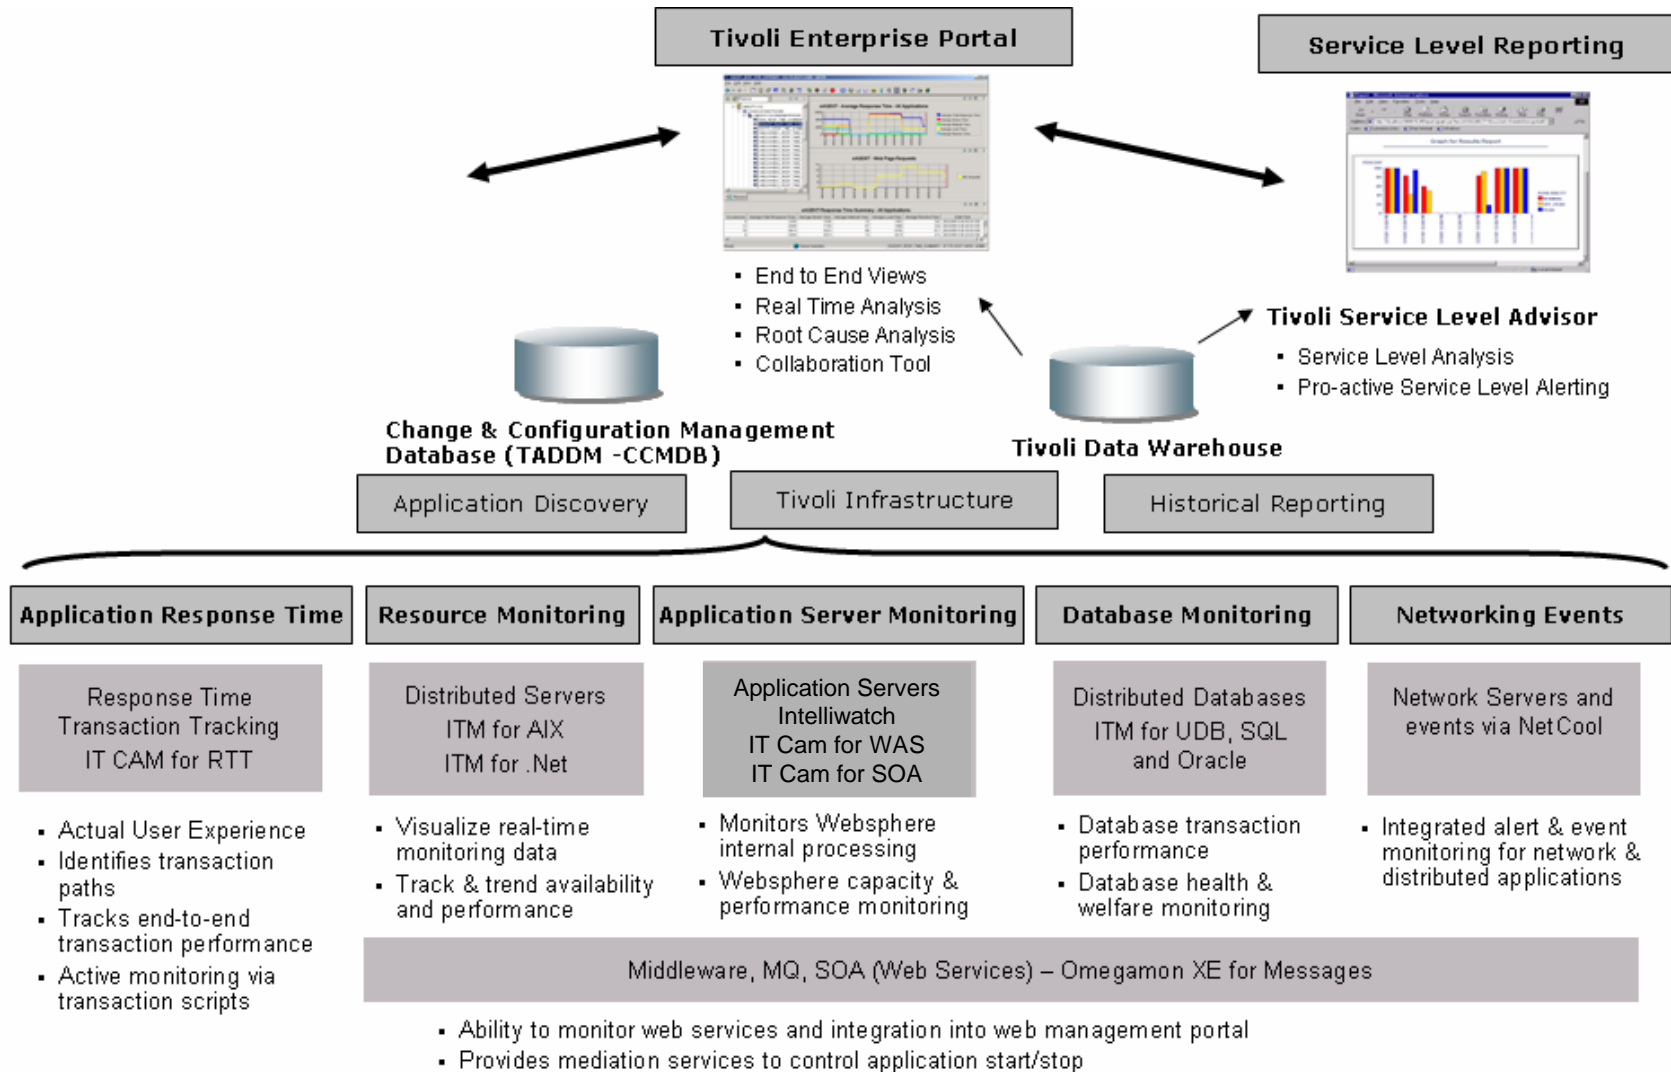 Tivoli Enterprise Portal
Service Level Reporting
▪ End to End Views
▪ Real Time Analysis
▪ Root Cause Analysis
▪ Collaboration Tool
Tivoli Service Level Advisor
▪ Service Level Analysis
▪ Pro-active Service Level Alerting
Change & Configuration Management
Database (TADDM -CCMDB)
Tivoli Data Warehouse
Application Discovery
Tivoli Infrastructure
Historical Reporting
Application Response Time
Resource Monitoring
Application Server Monitoring
Database Monitoring
Networking Events
Response Time
Transaction Tracking
IT CAM for RTT
Distributed Servers
ITM for AIX
ITM for .Net
Application Servers
Intelliwatch
IT Cam for WAS
IT Cam for SOA
Distributed Databases
ITM for UDB, SQL
and Oracle
Network Servers and
events via NetCool
▪ Actual User Experience
▪ Identifies transaction
paths
▪ Tracks end-to-end
transaction performance
▪ Active monitoring via
transaction scripts
▪ Visualize real-time
monitoring data
▪ Track & trend availability
and performance
▪ Monitors Websphere
internal processing
▪ Websphere capacity &
performance monitoring
▪ Database transaction
performance
▪ Database health &
welfare monitoring
▪ Integrated alert & event
monitoring for network &
distributed applications
Middleware, MQ, SOA (Web Services) – Omegamon XE for Messages
▪ Ability to monitor web services and integration into web management portal
▪ Provides mediation services to control application start/stop